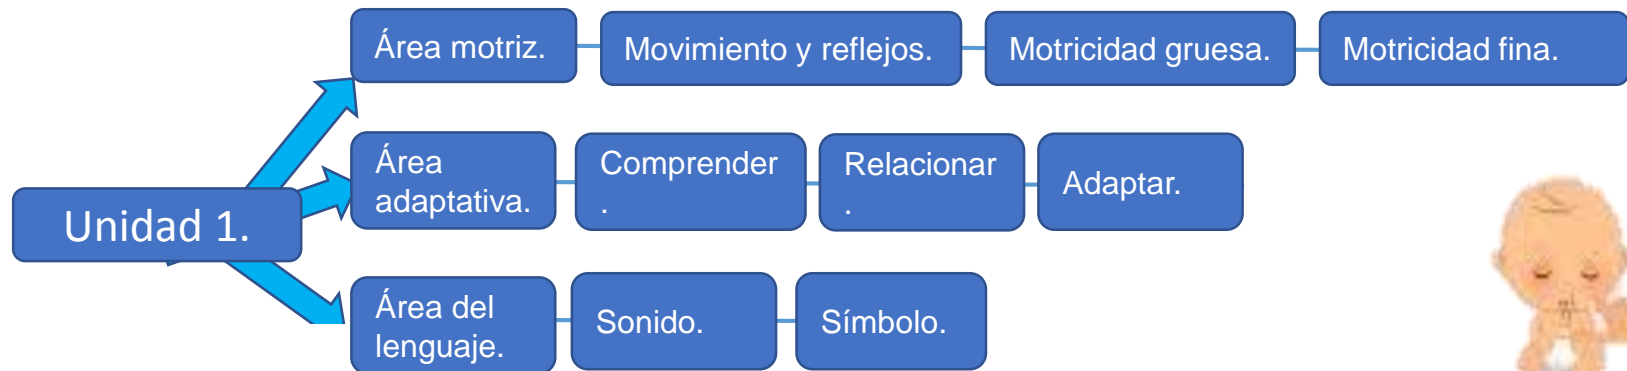 Área motriz.
Movimiento y reflejos.
Motricidad gruesa.
Motricidad fina.
Área
adaptativa.
Comprender
.
Relacionar
.
Adaptar.
Unidad 1.
Área del
lenguaje.
Sonido.
Símbolo.